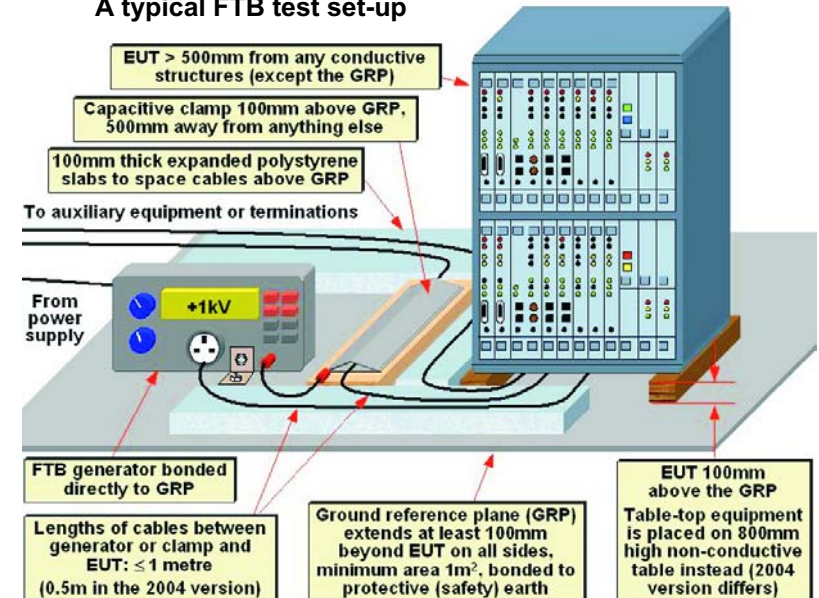 A typical FTB test set-up
EUT > 500mm from any conductive
structures (except the GRP)
Capacitive clamp 100mm above GRP,
500mm away from anything else
100mm thick expanded polystyrene
slabs to space cables above GRP
To auxiliary equipment or terminations
From
power
supply
+1kV
FTB generator bonded
directly to GRP
Lengths of cables between
generator or clamp and
EUT: ≤ 1 metre
(0.5m in the 2004 version)
Ground reference plane (GRP)
extends at least 100mm
beyond EUT on all sides,
minimum area 1m², bonded to
protective (safety) earth
EUT 100mm
above the GRP
Table-top equipment
is placed on 800mm
high non-conductive
table instead (2004
version differs)